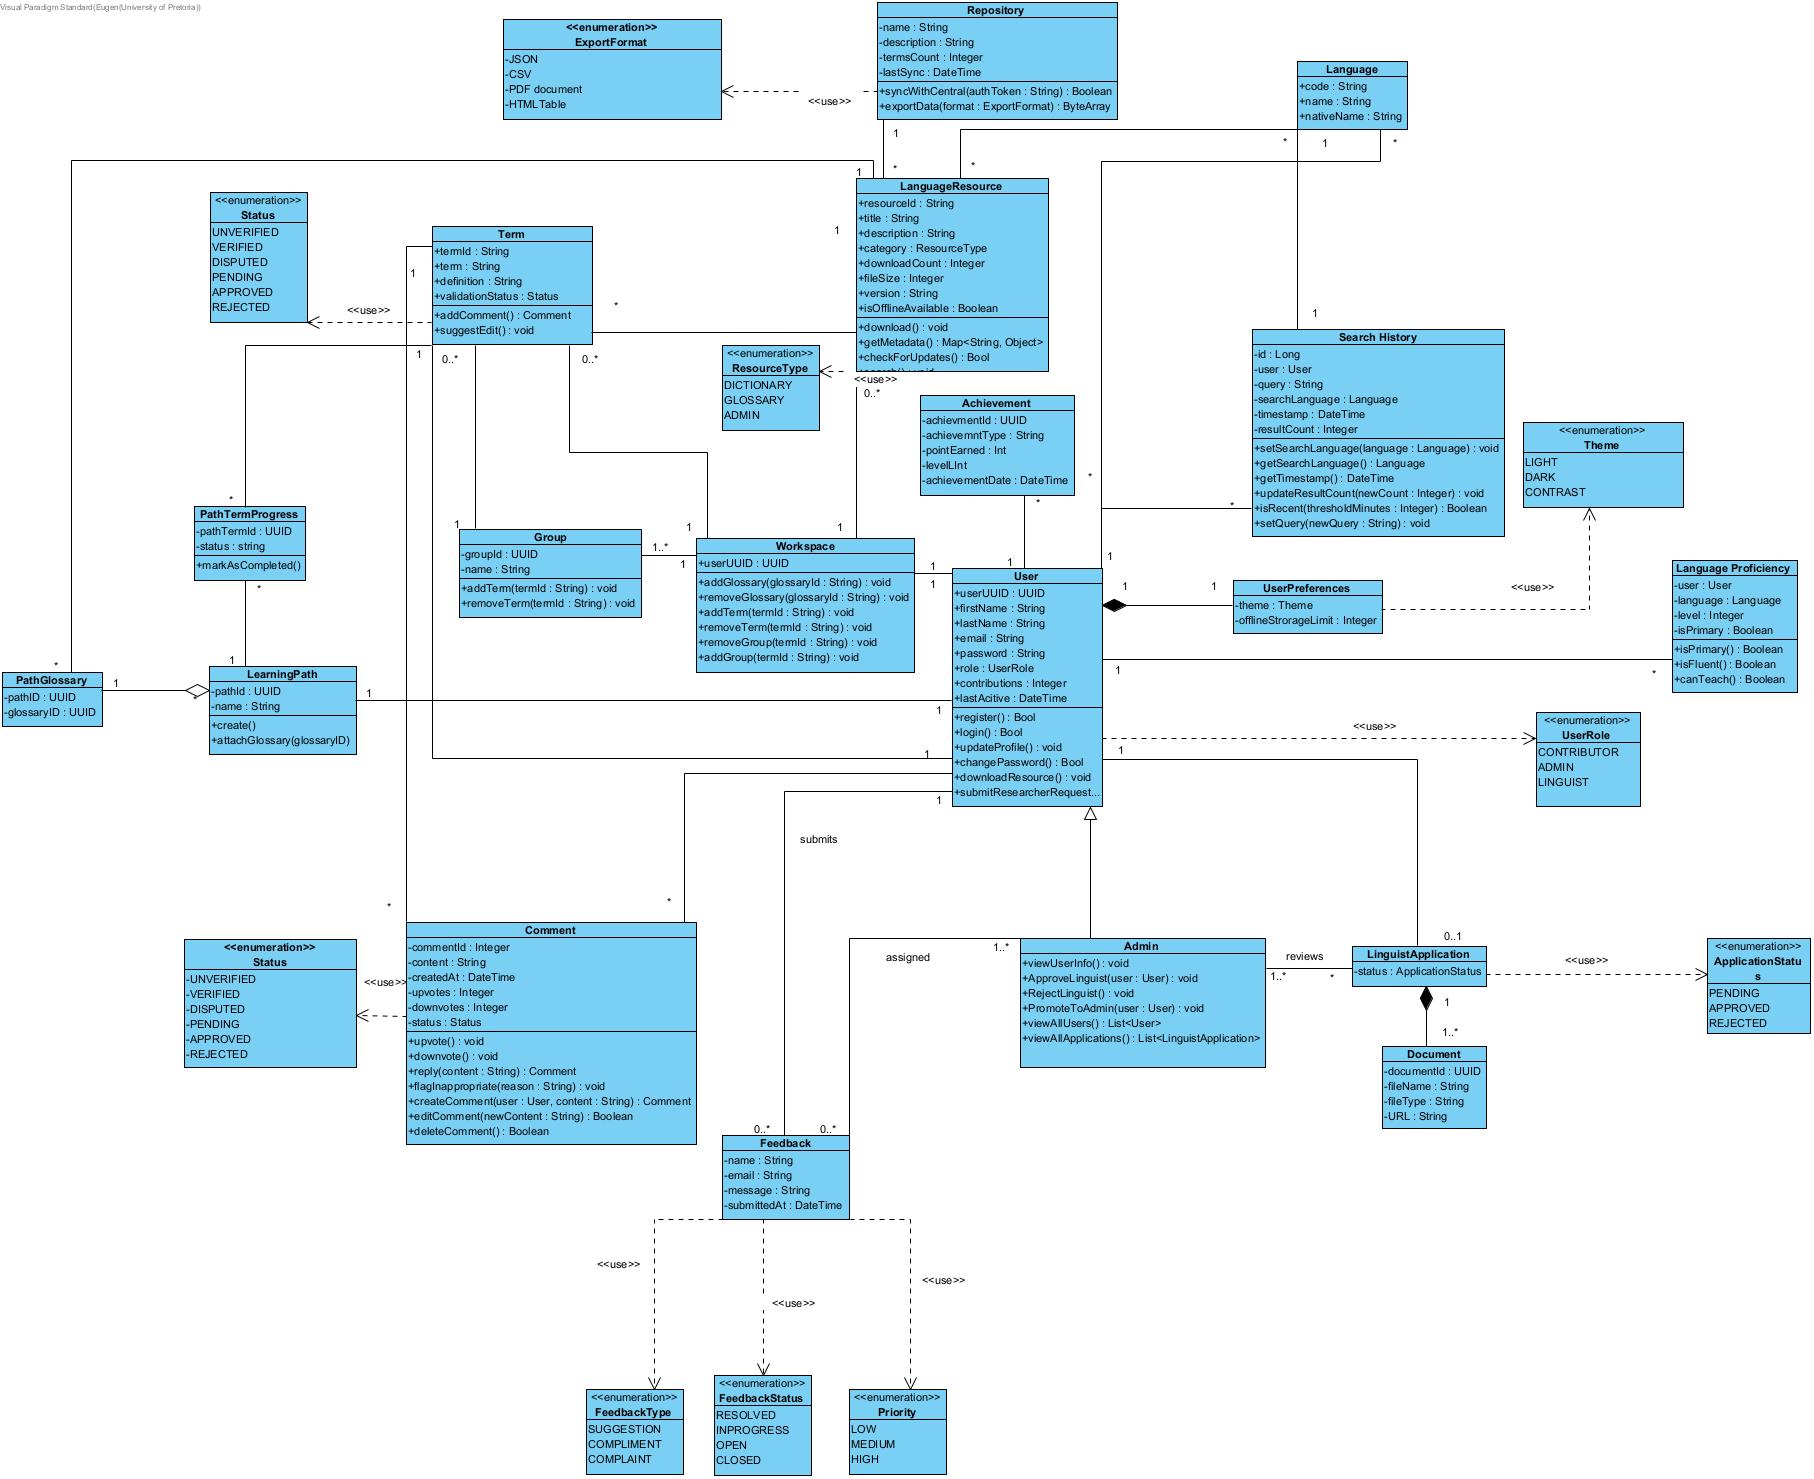 Visual Paradigm Standard(Eugen(University of Pretoria))
Repository
-name : String
-description : String
-termsCount : Integer
-lastSync : DateTime
+syncWithCentral(authToken : String) : Boolean
+exportData(format : ExportFormat) : ByteArray
<<enumeration>>
ExportFormat
-JSON
-CSV
-PDF document
-HTMLTable
<<use>>
Language
+code : String
+name : String
+nativeName : String
1
*
*
*
1
*
1
LanguageResource
+resourceId : String
+title : String
+description : String
+category : ResourceType
+downloadCount : Integer
+fileSize : Integer
+version : String
+isOfflineAvailable : Boolean
+download() : void
+getMetadata() : Map<String, Object>
+checkForUpdates() : Bool
<<enumeration>>
Status
UNVERIFIED
VERIFIED
DISPUTED
PENDING
APPROVED
REJECTED
<<use>>
Term
+termId : String
+term : String
+definition : String
+validationStatus : Status
+addComment() : Comment
+suggestEdit() : void
1
1
*
1
0..*
0..*
<<enumeration>>
ResourceType
DICTIONARY
GLOSSARY
ADMIN
<<use>>
0..*
Achievement
-achievmentId : UUID
-achievemntType : String
-pointEarned : Int
-levelLInt
-achievementDate : DateTime
*
1
1
Search History
-id : Long
-user : User
-query : String
-searchLanguage : Language
-timestamp : DateTime
-resultCount : Integer
+setSearchLanguage(language : Language) : void
+getSearchLanguage() : Language
+getTimestamp() : DateTime
+updateResultCount(newCount : Integer) : void
+isRecent(thresholdMinutes : Integer) : Boolean
+setQuery(newQuery : String) : void
*
*
1
<<enumeration>>
Theme
LIGHT
DARK
CONTRAST
<<use>>
*
PathTermProgress
-pathTermId : UUID
-status : string
+markAsCompleted()
*
1
1
Group
-groupId : UUID
-name : String
+addTerm(termId : String) : void
+removeTerm(termId : String) : void
1..*
1
1
1
Workspace
+userUUID : UUID
+addGlossary(glossaryId : String) : void
+removeGlossary(glossaryId : String) : void
+addTerm(termId : String) : void
+removeTerm(termId : String) : void
+removeGroup(termId : String) : void
+addGroup(termId : String) : void
1
1
User
+userUUID : UUID
+firstName : String
+lastName : String
+email : String
+password : String
+role : UserRole
+contributions : Integer
+lastAcitive : DateTime
+register() : Bool
+login() : Bool
+updateProfile() : void
+changePassword() : Bool
+downloadResource() : void
+submitResearcherRequest...
1
1
UserPreferences
-theme : Theme
-offlineStrorageLimit : Integer
Language Proficiency
-user : User
-language : Language
-level : Integer
-isPrimary : Boolean
+isPrimary() : Boolean
+isFluent() : Boolean
+canTeach() : Boolean
1
*
*
PathGlossary
-pathID : UUID
-glossaryID : UUID
1
*
LearningPath
-pathId : UUID
-name : String
+create()
+attachGlossary(glossaryID)
1
1
<<use>>
<<enumeration>>
UserRole
CONTRIBUTOR
ADMIN
LINGUIST
1
1
1
submits
*
*
Comment
-commentId : Integer
-content : String
-createdAt : DateTime
-upvotes : Integer
-downvotes : Integer
-status : Status
+upvote() : void
+downvote() : void
+reply(content : String) : Comment
+flagInappropriate(reason : String) : void
+createComment(user : User, content : String) : Comment
+editComment(newContent : String) : Boolean
+deleteComment() : Boolean
<<enumeration>>
Status
-UNVERIFIED
-VERIFIED
-DISPUTED
-PENDING
-APPROVED
-REJECTED
<<use>>
assigned
1..*
Admin
+viewUserInfo() : void
+ApproveLinguist(user : User) : void
+RejectLinguist() : void
+PromoteToAdmin(user : User) : void
+viewAllUsers() : List<User>
+viewAllApplications() : List<LinguistApplication>
reviews
1..*
*
0..1
LinguistApplication
-status : ApplicationStatus
1
1..*
<<use>>
<<enumeration>>
ApplicationStatu
s
PENDING
APPROVED
REJECTED
Document
-documentId : UUID
-fileName : String
-fileType : String
-URL : String
0..*
0..*
Feedback
-name : String
-email : String
-message : String
-submittedAt : DateTime
<<use>>
<<use>>
<<use>>
<<enumeration>>
FeedbackType
SUGGESTION
COMPLIMENT
COMPLAINT
<<enumeration>>
FeedbackStatus
RESOLVED
INPROGRESS
OPEN
CLOSED
<<enumeration>>
Priority
LOW
MEDIUM
HIGH